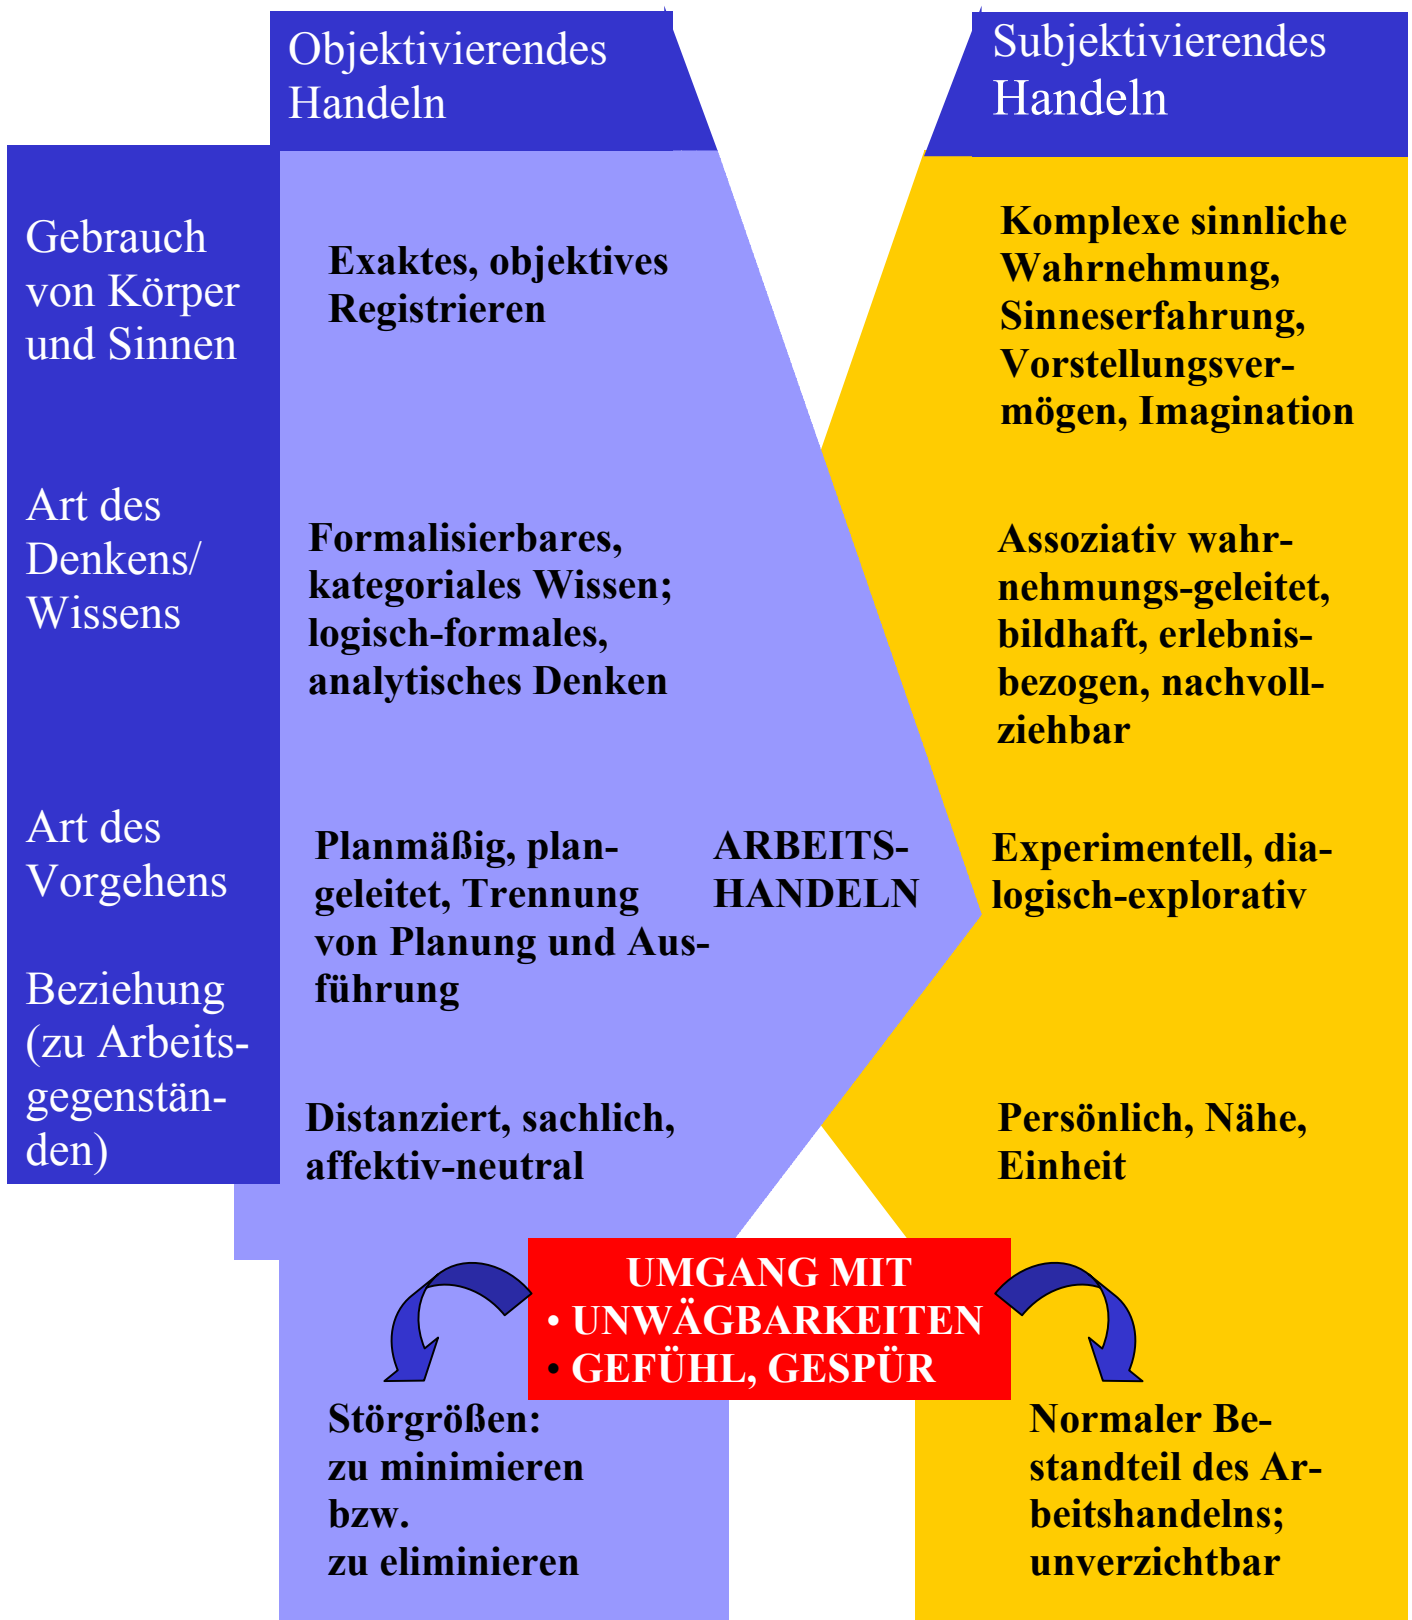 Objektivierendes
Handeln
Subjektivierendes
Handeln
Gebrauch
von Körper
und Sinnen
Exaktes, objektives
Registrieren
Komplexe sinnliche
Wahrnehmung,
Sinneserfahrung,
Vorstellungsver-
mögen, Imagination
Art des
Denkens/
Wissens
Formalisierbares,
kategoriales Wissen;
logisch-formales,
analytisches Denken
Assoziativ wahr-
nehmungs-geleitet,
bildhaft, erlebnis-
bezogen, nachvoll-
ziehbar
Art des
Vorgehens
Planmäßig, plan-
geleitet, Trennung
von Planung und Aus-
führung
ARBEITS-
HANDELN
Experimentell, dia-
logisch-explorativ
Beziehung
(zu Arbeits-
gegenstän-
den)
Distanziert, sachlich,
affektiv-neutral
Persönlich, Nähe,
Einheit
UMGANG MIT
• UNWÄGBARKEITEN
• GEFÜHL, GESPÜR
Störgrößen:
zu minimieren
bzw.
zu eliminieren
Normaler Be-
standteil des Ar-
beitshandelns;
unverzichtbar